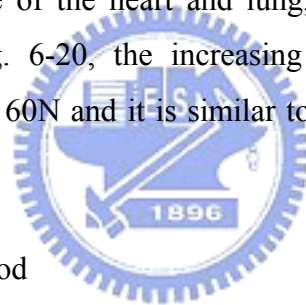 e of the heart and lung,
g. 6-20, the increasing
60N and it is similar to
1896
od